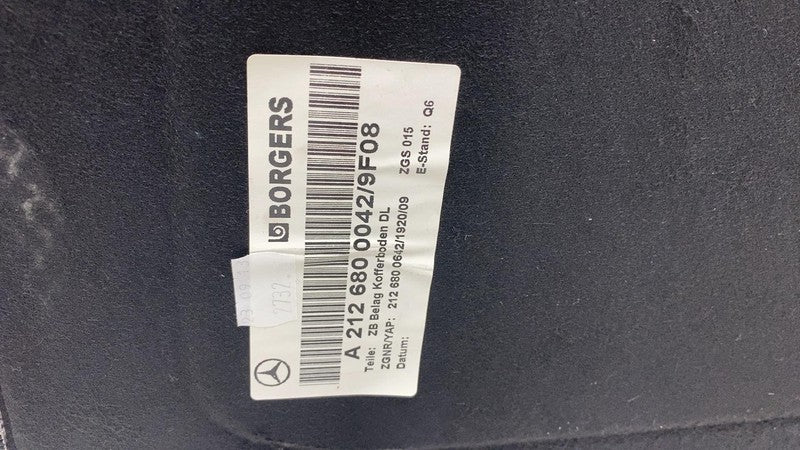 BORGERS
A 212 680 0042/9F08
Teile: ZB Belag Kofferboden DL
ZGNR/YAP: 212 680 0642/1920/09 ZGS 015
Datum: E-Stand: Q6
2732.